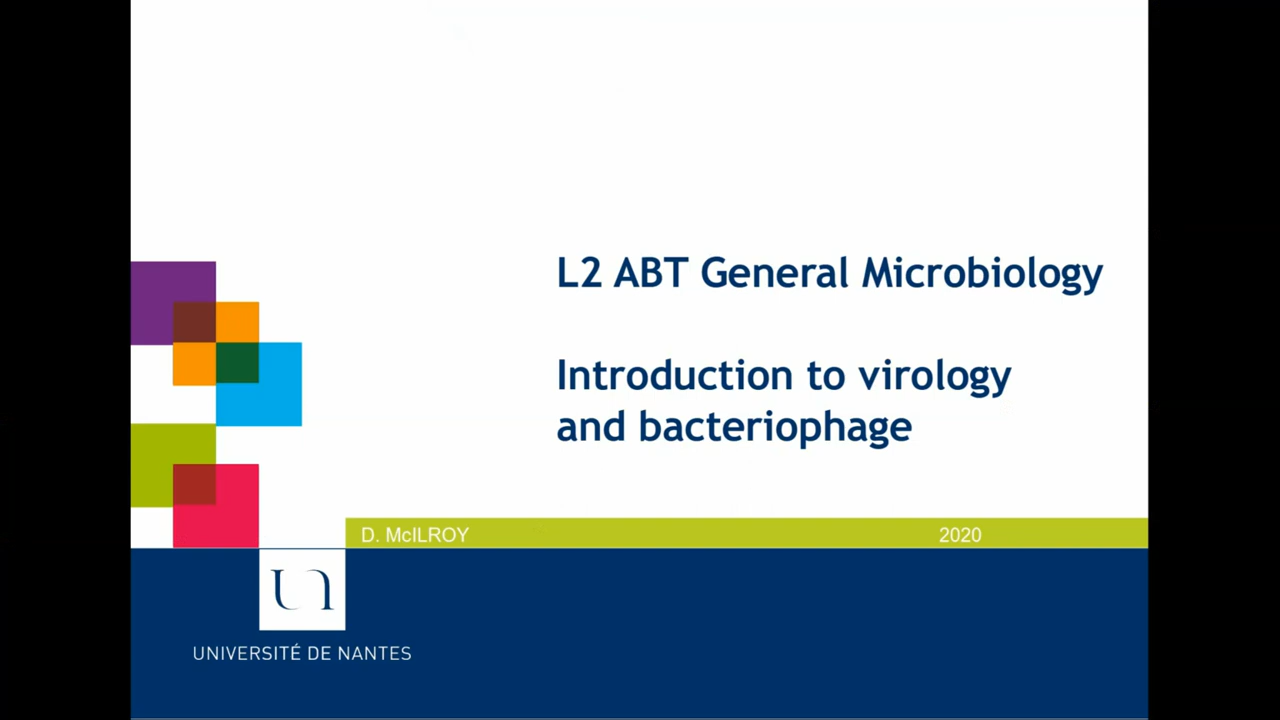 L2 ABT General Microbiology
Introduction to virology
and bacteriophage
D. McILROY 2020
UNIVERSITÉ DE NANTES